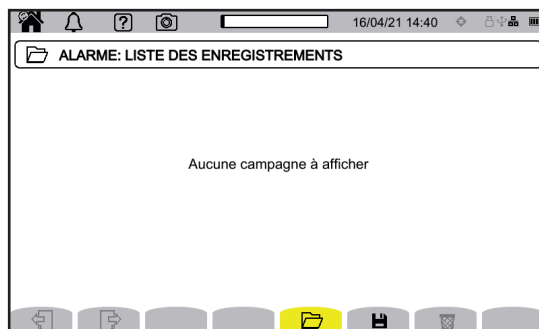 16/04/21 14:40
ALARME: LISTE DES ENREGISTREMENTS
Aucune campagne à afficher